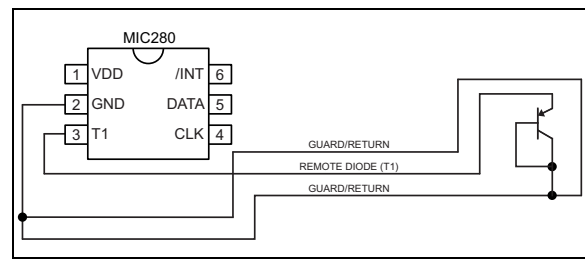 MIC280
1 VDD /INT 6
2 GND DATA 5
3 T1 CLK 4
GUARD/RETURN
REMOTE DIODE (T1)
GUARD/RETURN